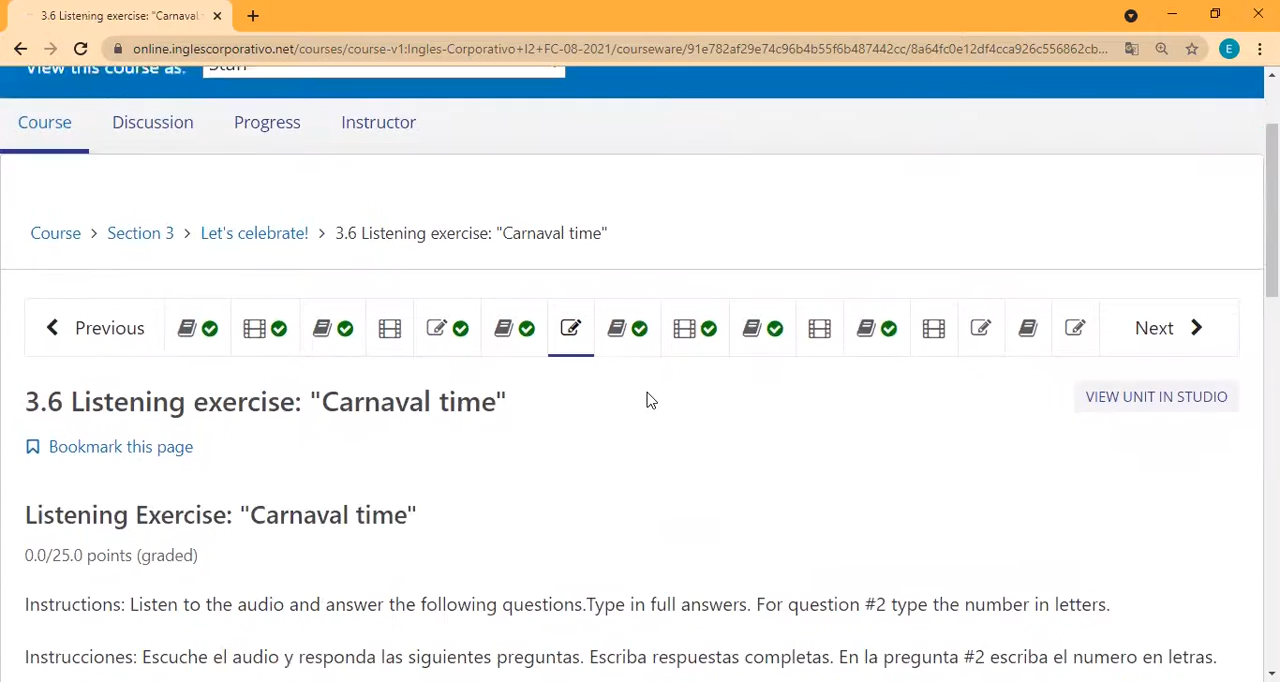 3.6 Listening exercise: "Carnaval
online.inglescorporativo.net/courses/course-v1:Ingles-Corporativo+I2+FC-08-2021/courseware/91e782af29e74c96b4b55f6b487442cc/8a64fc0e12df4cca926c556862cb...
E
View this course as: Staff
Course Discussion Progress Instructor
Course > Section 3 > Let's celebrate! > 3.6 Listening exercise: "Carnaval time"
Previous Next
3.6 Listening exercise: "Carnaval time"
VIEW UNIT IN STUDIO
Bookmark this page
Listening Exercise: "Carnaval time"
0.0/25.0 points (graded)
Instructions: Listen to the audio and answer the following questions.Type in full answers. For question #2 type the number in letters.
Instrucciones: Escuche el audio y responda las siguientes preguntas. Escriba respuestas completas. En la pregunta #2 escriba el numero en letras.